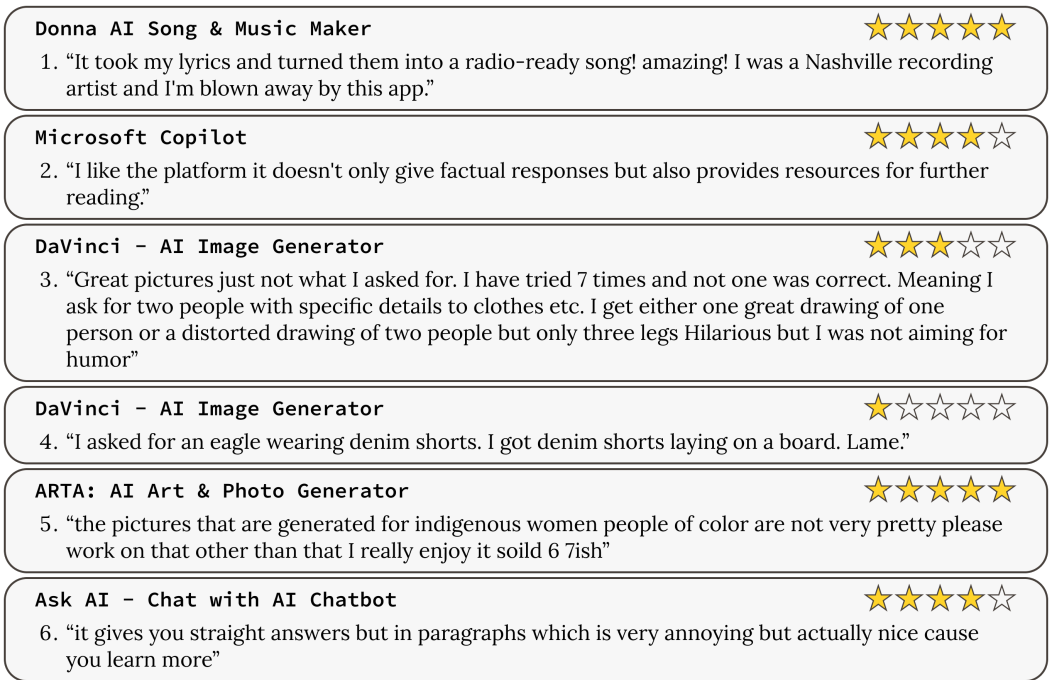 Donna AI Song & Music Maker
1. “It took my lyrics and turned them into a radio-ready song! amazing! I was a Nashville recording
artist and I'm blown away by this app.”
Microsoft Copilot
2. “I like the platform it doesn't only give factual responses but also provides resources for further
reading.”
DaVinci - AI Image Generator
3. “Great pictures just not what I asked for. I have tried 7 times and not one was correct. Meaning I
ask for two people with specific details to clothes etc. I get either one great drawing of one
person or a distorted drawing of two people but only three legs Hilarious but I was not aiming for
humor”
DaVinci - AI Image Generator
4. “I asked for an eagle wearing denim shorts. I got denim shorts laying on a board. Lame.”
ARTA: AI Art & Photo Generator
5. “the pictures that are generated for indigenous women people of color are not very pretty please
work on that other than that I really enjoy it soild 6 7ish”
Ask AI - Chat with AI Chatbot
6. “it gives you straight answers but in paragraphs which is very annoying but actually nice cause
you learn more”